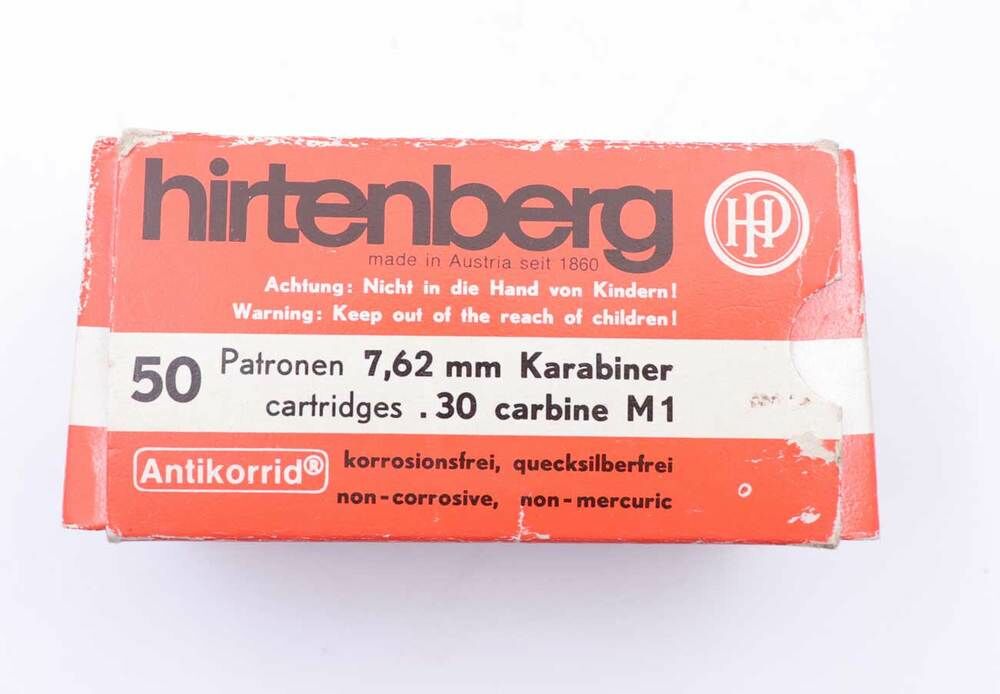 hirtenberg
HP
made in Austria seit 1860
Achtung: Nicht in die Hand von Kindern!
Warning: Keep out of the reach of children!
50 Patronen 7,62 mm Karabiner
cartridges .30 carbine M1
Antikorrid® korrosionsfrei, quecksilberfrei
non-corrosive, non-mercuric